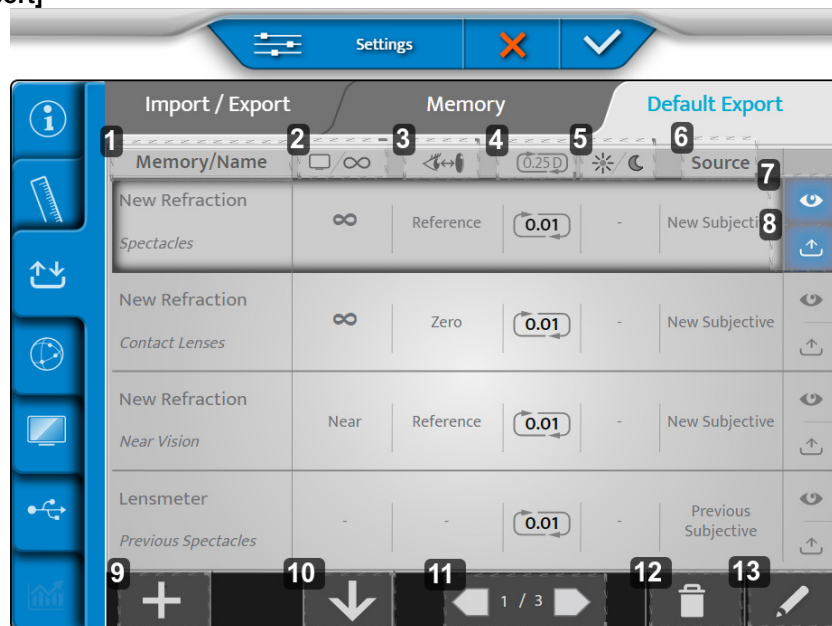 ort]
Settings
Import / Export
Memory
Default Export
1
2
3
4
5
6
7
8
Memory/Name
0.25 D
Source
New Refraction
Spectacles
∞
Reference
0.01
-
New Subjecti
New Refraction
Contact Lenses
∞
Zero
0.01
-
New Subjective
New Refraction
Near Vision
Near
Reference
0.01
-
New Subjective
Lensmeter
Previous Spectacles
-
-
0.01
-
Previous
Subjective
9
10
11
12
13
1 / 3